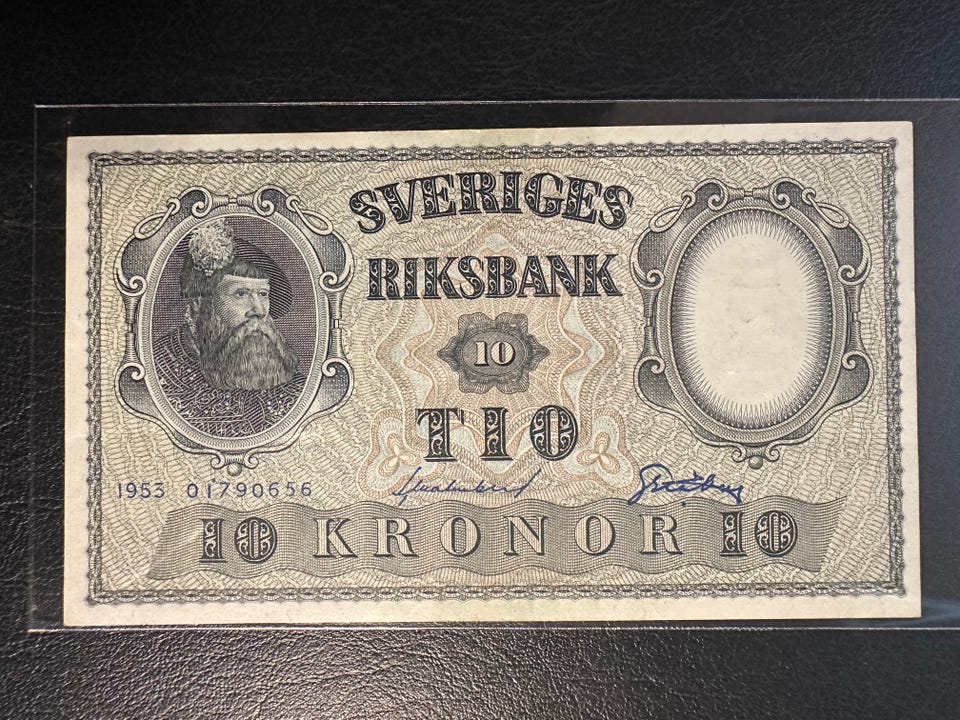 SVERIGES
RIKSBANK
10
TIO
1953 01790656
10 KRONOR 10